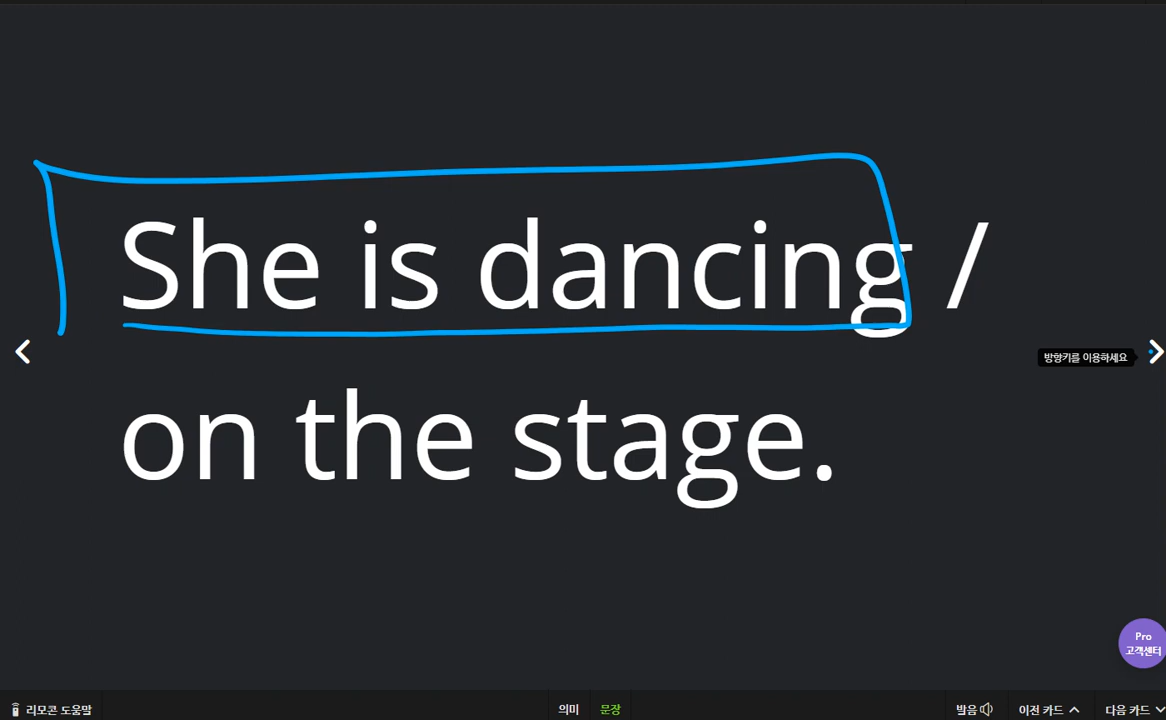 She is dancing /
방향키를 이용하세요
on the stage.
Pro
고객센터
리모콘 도움말 의미 문장 발음 이전 카드 다음 카드